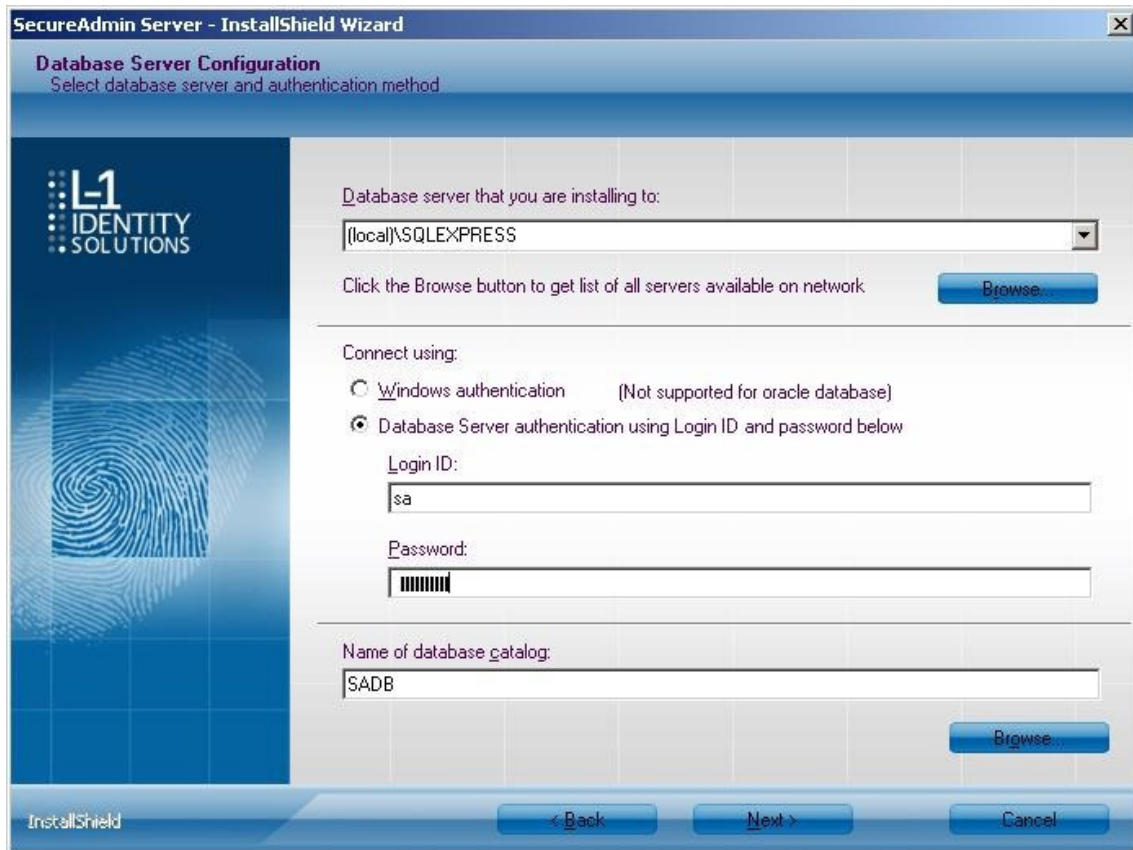 SecureAdmin Server - InstallShield Wizard
Database Server Configuration
Select database server and authentication method
L-1
IDENTITY
SOLUTIONS
Database server that you are installing to:
(local)\SQLEXPRESS
Click the Browse button to get list of all servers available on network
Browse...
Connect using:
Windows authentication (Not supported for oracle database)
Database Server authentication using Login ID and password below
Login ID:
sa
Password:
Name of database catalog:
SADB
Browse...
InstallShield
< Back
Next >
Cancel